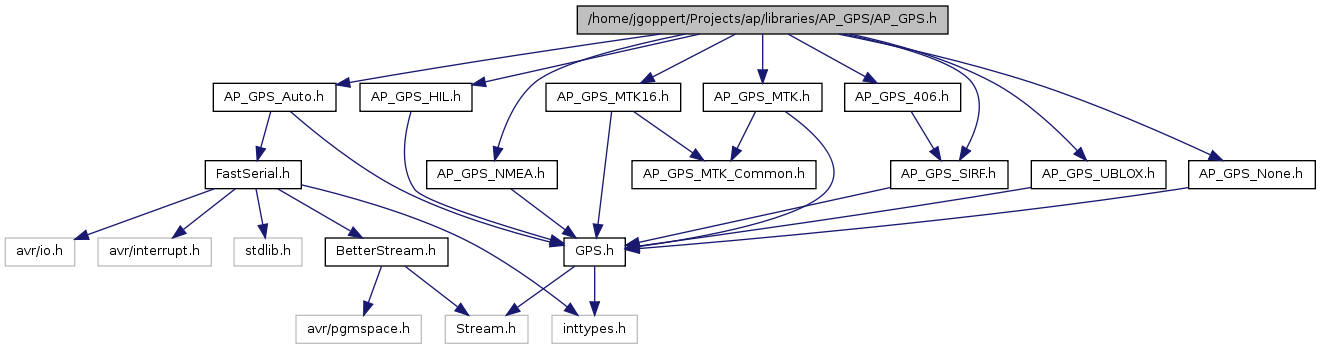 /home/jgoppert/Projects/ap/libraries/AP_GPS/AP_GPS.h
AP_GPS_Auto.h
AP_GPS_HIL.h
AP_GPS_MTK16.h
AP_GPS_MTK.h
AP_GPS_406.h
FastSerial.h
AP_GPS_NMEA.h
AP_GPS_MTK_Common.h
AP_GPS_SIRF.h
AP_GPS_UBLOX.h
AP_GPS_None.h
avr/io.h
avr/interrupt.h
stdlib.h
BetterStream.h
GPS.h
avr/pgmspace.h
Stream.h
inttypes.h